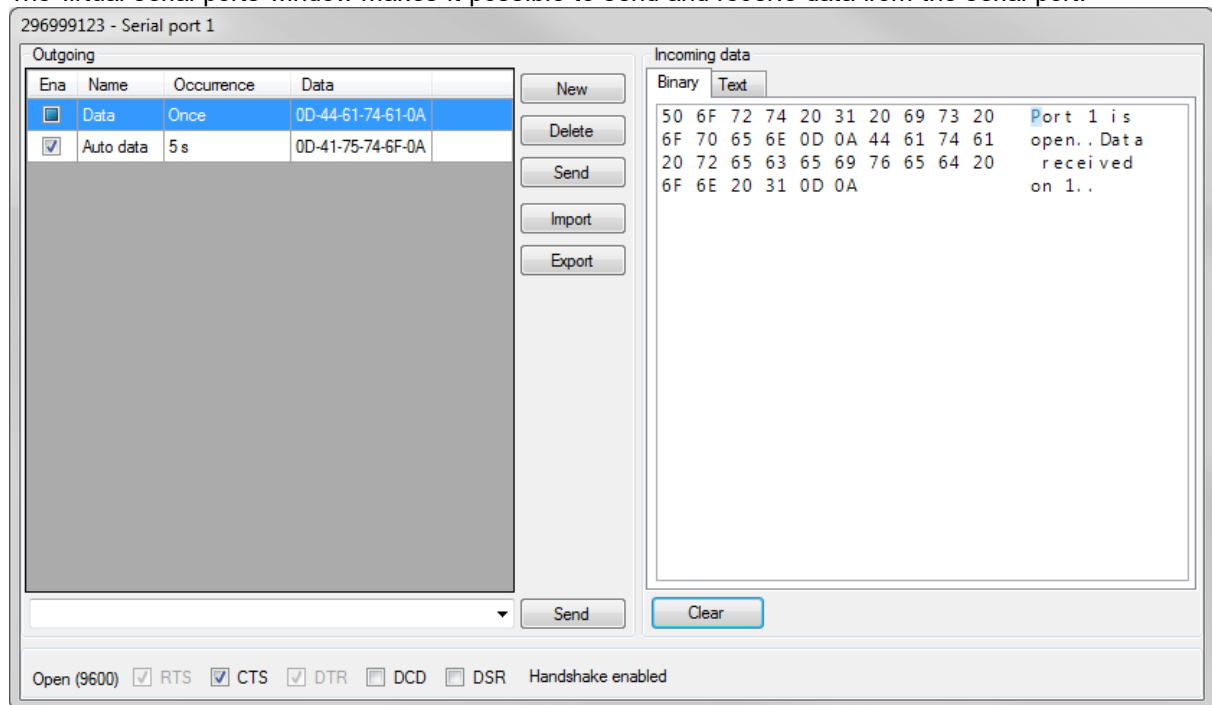 The virtual serial ports window makes it possible to send and receive data from the serial port.
296999123 - Serial port 1
Outgoing
Ena Name Occurrence Data
Data Once 0D-44-61-74-61-0A
Auto data 5 s 0D-41-75-74-6F-0A
New
Delete
Send
Import
Export
Send
Incoming data
Binary Text
50 6F 72 74 20 31 20 69 73 20 Port 1 is
6F 70 65 6E 0D 0A 44 61 74 61 open..Data
20 72 65 63 65 69 76 65 64 20 received
6F 6E 20 31 0D 0A on 1..
Clear
Open (9600) RTS CTS DTR DCD DSR Handshake enabled